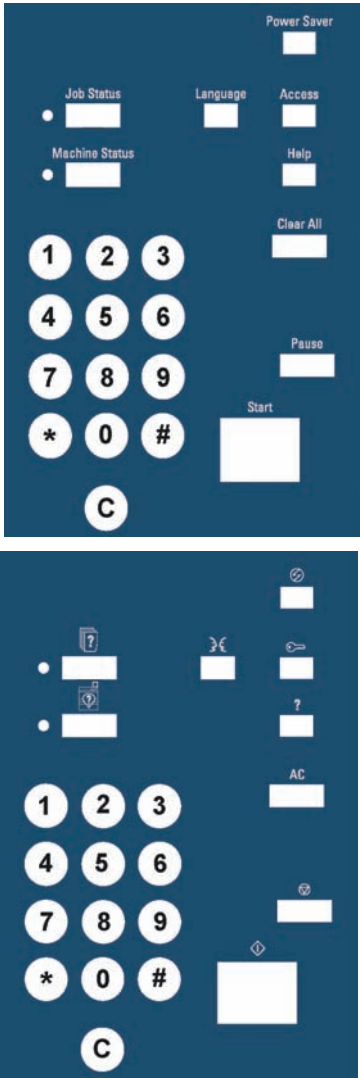 Power Saver
Job Status Language Access
Machine Status Help
Clear All
1 2 3
4 5 6
Pause
7 8 9
Start
* 0 #
C
?
? ?
AC
1 2 3
4 5 6
7 8 9
* 0 #
C